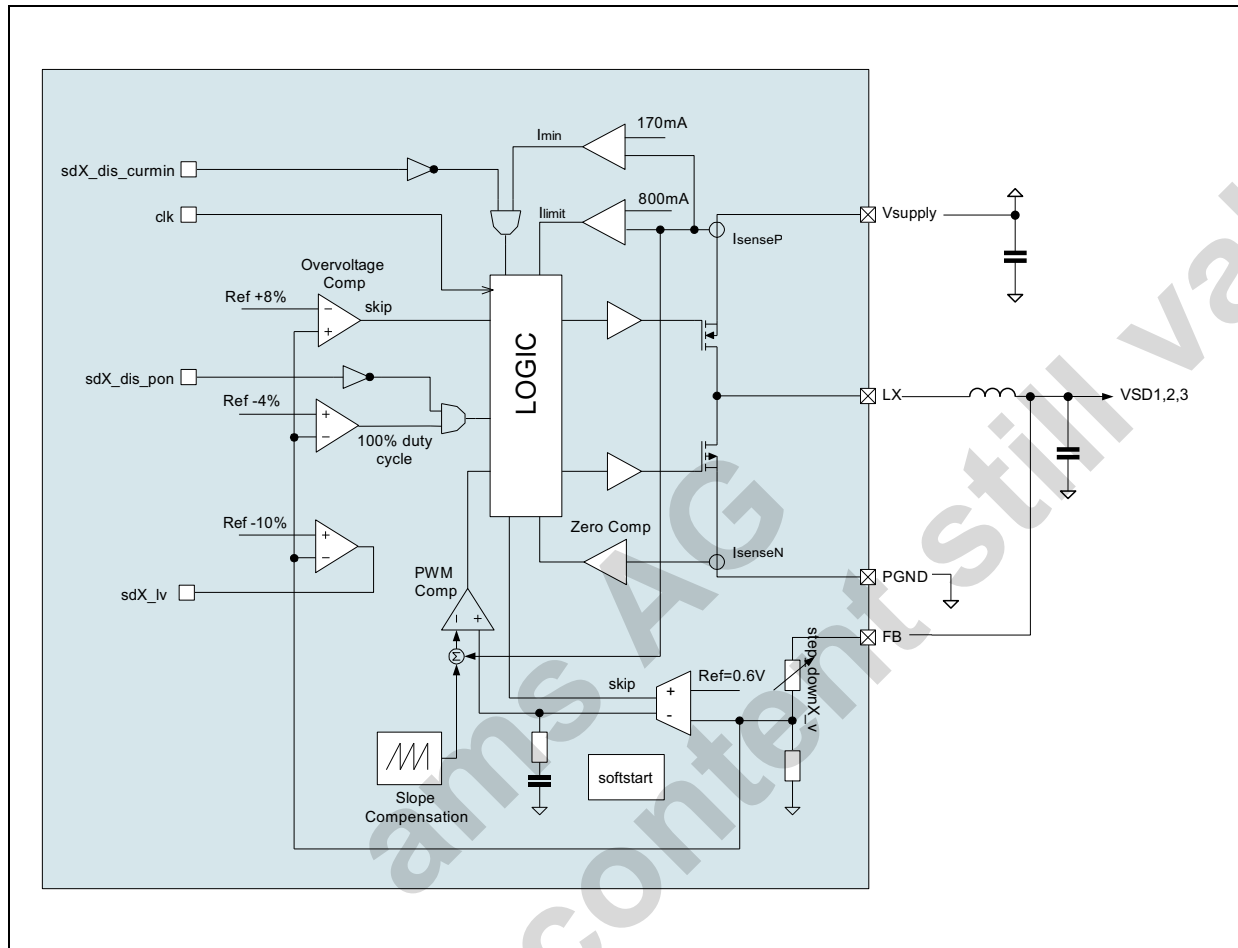 170mA
Imin
sdX_dis_curmin
800mA
clk
Ilimit
Vsupply
IsenseP
Overvoltage
Comp
Ref +8%
skip
LOGIC
sdX_dis_pon
LX
VSD1,2,3
Ref -4%
100% duty
cycle
Ref -10%
Zero Comp
IsenseN
PWM
Comp
PGND
sdX_lv
FB
stepdownX_v
Σ
Ref=0.6V
skip
softstart
Slope
Compensation
ams AG
content still va